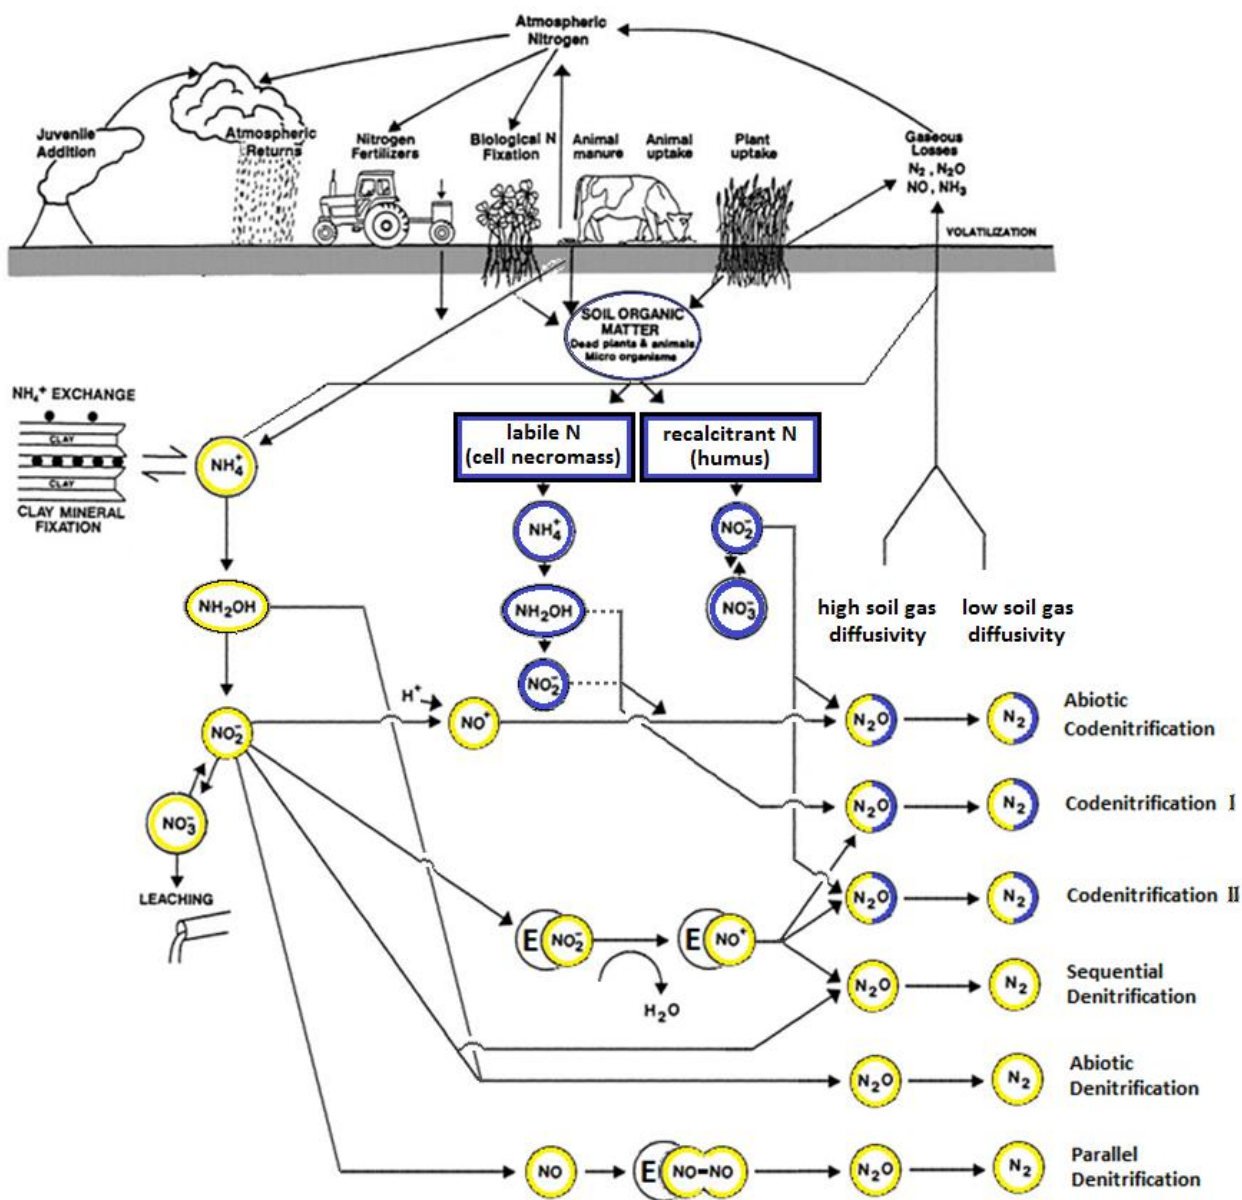 Atmospheric
Nitrogen
Juvenile
Addition
Atmospheric
Returns
Nitrogen
Fertilizers
Biological N
Fixation
Animal
manure
Animal
uptake
Plant
uptake
Gaseous
Losses
N₂ , N₂O
NO , NH₃
VOLATILIZATION
SOIL ORGANIC
MATTER
Dead plants & animals
Micro organisms
NH₄⁺ EXCHANGE
CLAY
CLAY
CLAY MINERAL
FIXATION
NH₄⁺
labile N
(cell necromass)
recalcitrant N
(humus)
NH₄⁺
NO₂⁻
NH₂OH
NH₂OH
NO₃⁻
high soil gas
diffusivity
low soil gas
diffusivity
NO₂⁻
H⁺
NO₂⁻
NO⁺
N₂O
N₂
Abiotic
Codenitrification
NO₃⁻
N₂O
N₂
Codenitrification I
LEACHING
N₂O
N₂
Codenitrification II
E
NO₂⁻
E
NO⁺
H₂O
N₂O
N₂
Sequential
Denitrification
N₂O
N₂
Abiotic
Denitrification
NO
E
NO=NO
N₂O
N₂
Parallel
Denitrification